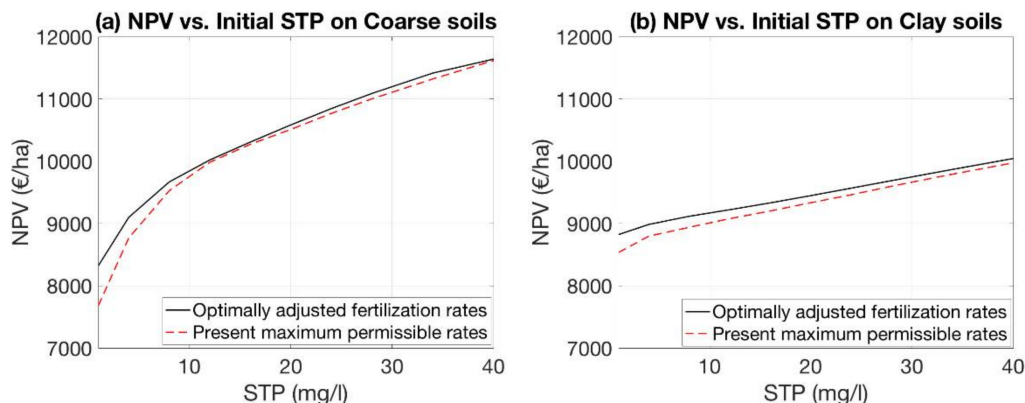 (a) NPV vs. Initial STP on Coarse soils
12000
11000
10000
9000
8000
7000
NPV (€/ha)
10
20
30
40
STP (mg/l)
Optimally adjusted fertilization rates
Present maximum permissible rates
(b) NPV vs. Initial STP on Clay soils
12000
11000
10000
9000
8000
7000
NPV (€/ha)
10
20
30
40
STP (mg/l)
Optimally adjusted fertilization rates
Present maximum permissible rates